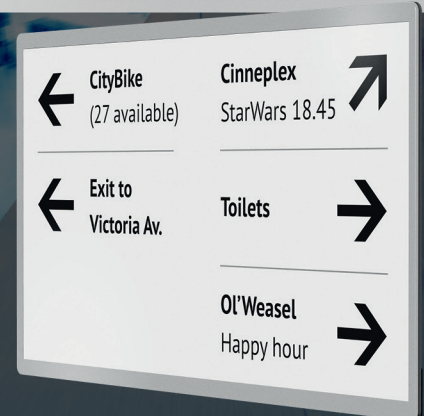 CityBike
(27 available)
Exit to
Victoria Av.
Cinneplex
StarWars 18.45
Toilets
Ol'Weasel
Happy hour